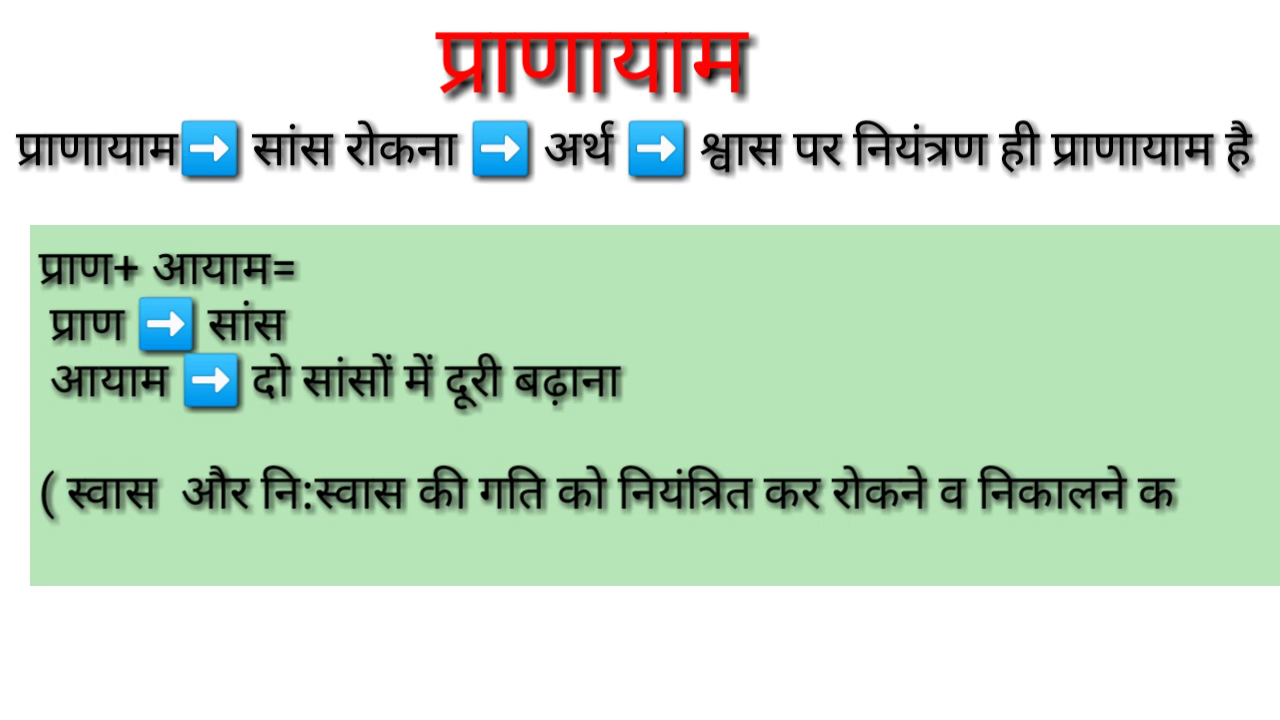 प्राणायाम
प्राणायाम➡️ सांस रोकना ➡️ अर्थ ➡️ श्वास पर नियंत्रण ही प्राणायाम है
प्राण+ आयाम=
प्राण ➡️ सांस
आयाम ➡️ दो सांसों में दूरी बढ़ाना
( स्वास और नि:स्वास की गति को नियंत्रित कर रोकने व निकालने क